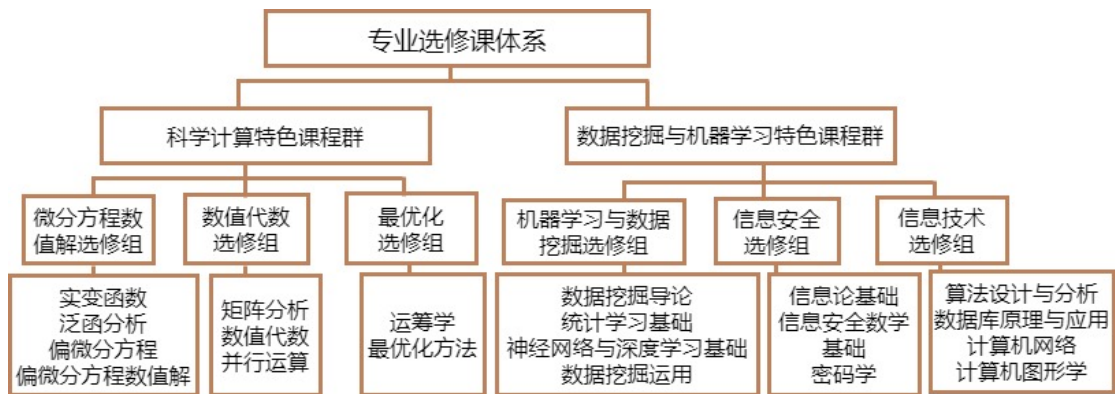 专业选修课体系
科学计算特色课程群
数据挖掘与机器学习特色课程群
微分方程数
值解选修组
数值代数
选修组
最优化
选修组
机器学习与数据
挖掘选修组
信息安全
选修组
信息技术
选修组
实变函数
泛函分析
偏微分方程
偏微分方程数值解
矩阵分析
数值代数
并行运算
运筹学
最优化方法
数据挖掘导论
统计学习基础
神经网络与深度学习基础
数据挖掘运用
信息论基础
信息安全数学
基础
密码学
算法设计与分析
数据库原理与应用
计算机网络
计算机图形学